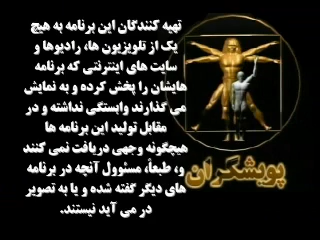 تهیه کنندگان این برنامه به هیچ
یک از تلویزیون ها، رادیوها و
سایت های اینترنتی که برنامه
هایشان را پخش کرده و به نمایش
می گذارند وابستگی نداشته و در
مقابل تولید این برنامه ها
هیچگونه وجهی دریافت نمی کنند
و، طبعاً، مسئوول آنچه در برنامه
های دیگر گفته شده و یا به تصویر
در می آید نیستند.
پویشگران